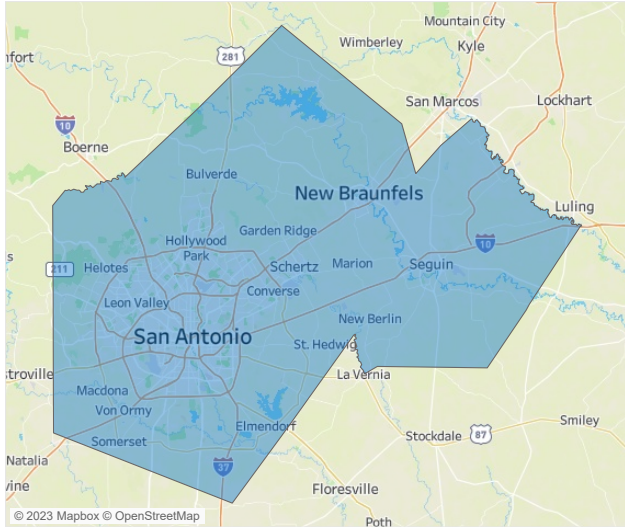 Mountain City
Wimberley
Kyle
nfort
281
San Marcos
Lockhart
10
Boerne
Bulverde
New Braunfels
Luling
Garden Ridge
Hollywood
Park
10
211
Helotes
Schertz
Marion
Seguin
Converse
Leon Valley
New Berlin
San Antonio
St. Hedwig
stroville
La Vernia
Macdona
Von Ormy
Smiley
Elmendorf
Stockdale
87
Somerset
Natalia
37
Floresville
vine
© 2023 Mapbox © OpenStreetMap
Poth